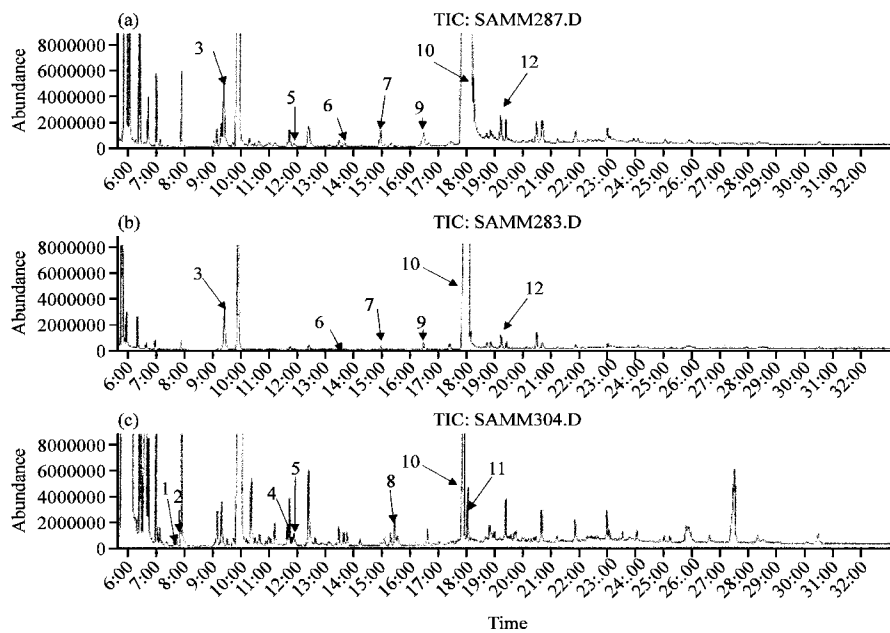 (a) TIC: SAMM287.D
Abundance
8000000
6000000
4000000
2000000
0
3 5 6 7 9 10 12
6:00 7:00 8:00 9:00 10:00 11:00 12:00 13:00 14:00 15:00 16:00 17:00 18:00 19:00 20:00 21:00 22:00 23:00 24:00 25:00 26:00 27:00 28:00 29:00 30:00 31:00 32:00
(b) TIC: SAMM283.D
Abundance
8000000
6000000
4000000
2000000
0
3 6 7 9 10 12
6:00 7:00 8:00 9:00 10:00 11:00 12:00 13:00 14:00 15:00 16:00 17:00 18:00 19:00 20:00 21:00 22:00 23:00 24:00 25:00 26:00 27:00 28:00 29:00 30:00 31:00 32:00
(c) TIC: SAMM304.D
Abundance
8000000
6000000
4000000
2000000
0
1 2 4 5 8 10 11
6:00 7:00 8:00 9:00 10:00 11:00 12:00 13:00 14:00 15:00 16:00 17:00 18:00 19:00 20:00 21:00 22:00 23:00 24:00 25:00 26:00 27:00 28:00 29:00 30:00 31:00 32:00
Time